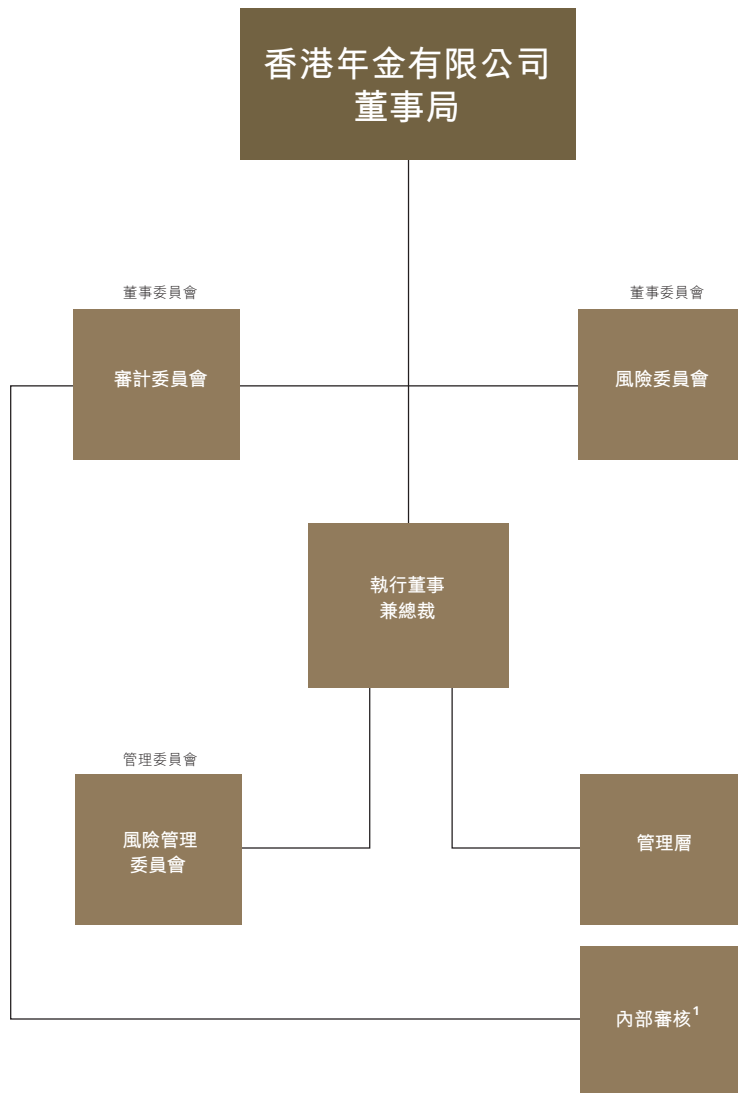 香港年金有限公司
董事局
董事委員會
董事委員會
審計委員會
風險委員會
執行董事
兼總裁
管理委員會
風險管理
委員會
管理層
內部審核¹